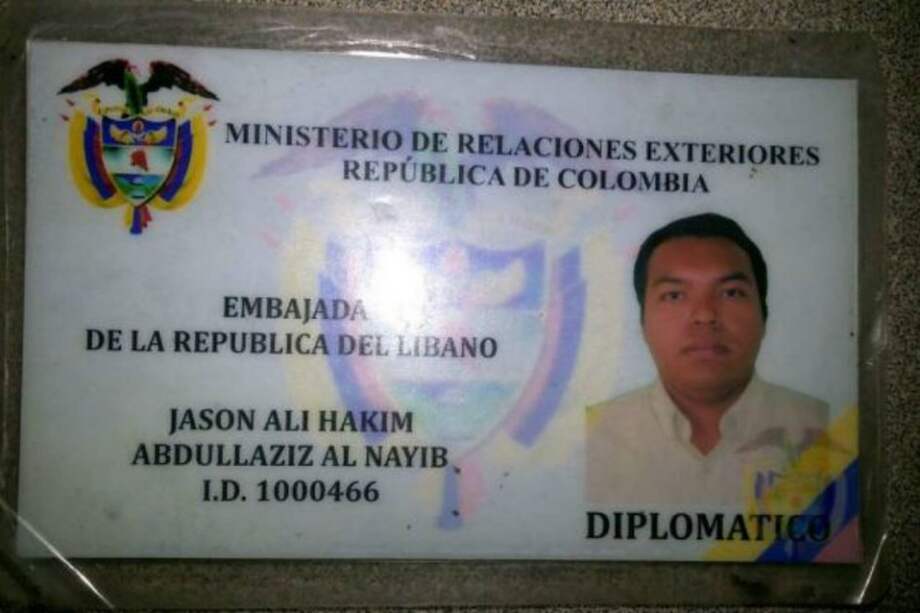 MINISTERIO DE RELACIONES EXTERIORES
REPÚBLICA DE COLOMBIA
EMBAJADA
DE LA REPUBLICA DEL LIBANO
JASON ALI HAKIM
ABDULLAZIZ AL NAYIB
I.D. 1000466
DIPLOMATICO